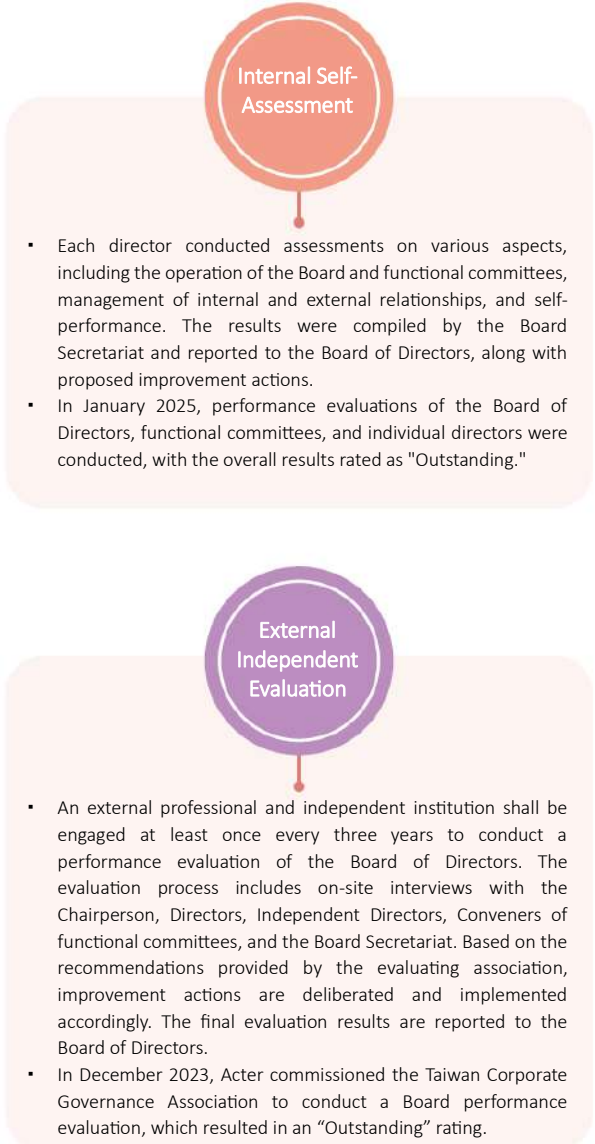 Internal Self-
Assessment
▪ Each director conducted assessments on various aspects,
including the operation of the Board and functional committees,
management of internal and external relationships, and self-
performance. The results were compiled by the Board
Secretariat and reported to the Board of Directors, along with
proposed improvement actions.
▪ In January 2025, performance evaluations of the Board of
Directors, functional committees, and individual directors were
conducted, with the overall results rated as "Outstanding."
External
Independent
Evaluation
▪ An external professional and independent institution shall be
engaged at least once every three years to conduct a
performance evaluation of the Board of Directors. The
evaluation process includes on-site interviews with the
Chairperson, Directors, Independent Directors, Conveners of
functional committees, and the Board Secretariat. Based on the
recommendations provided by the evaluating association,
improvement actions are deliberated and implemented
accordingly. The final evaluation results are reported to the
Board of Directors.
▪ In December 2023, Acter commissioned the Taiwan Corporate
Governance Association to conduct a Board performance
evaluation, which resulted in an “Outstanding” rating.